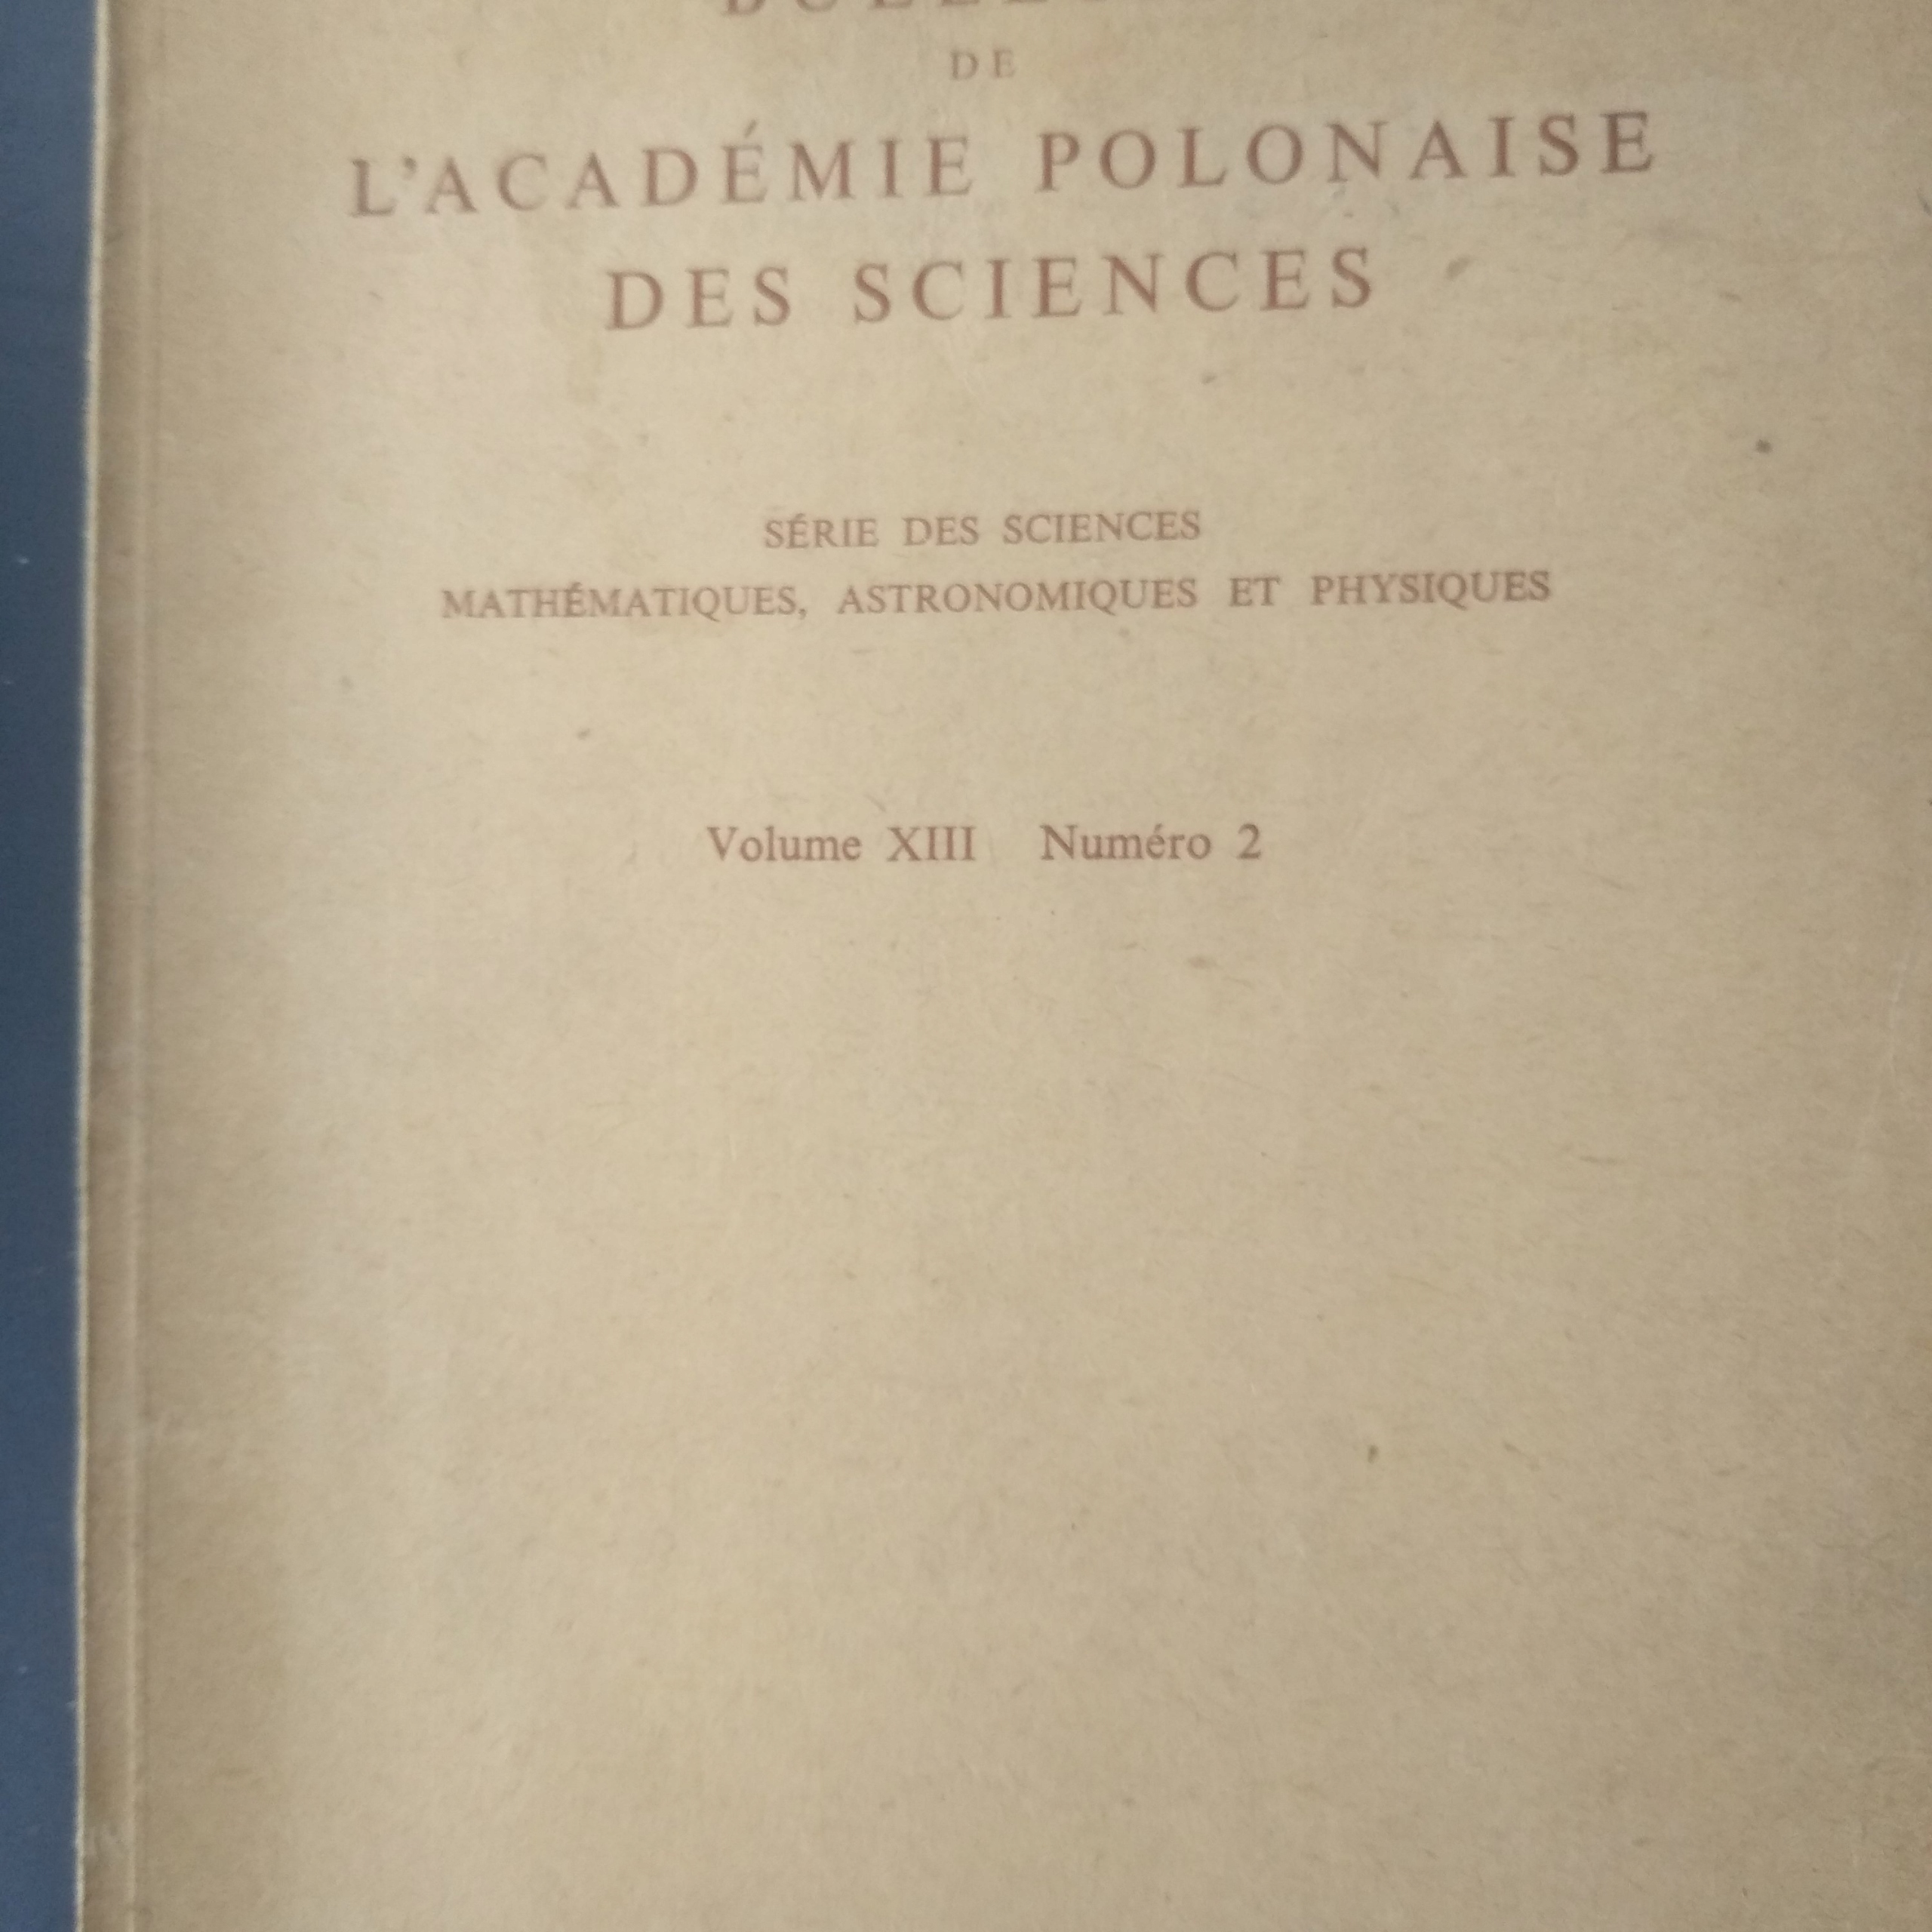 DE
L'ACADÉMIE POLONAISE
DES SCIENCES
SÉRIE DES SCIENCES
MATHÉMATIQUES, ASTRONOMIQUES ET PHYSIQUES
Volume XIII Numéro 2